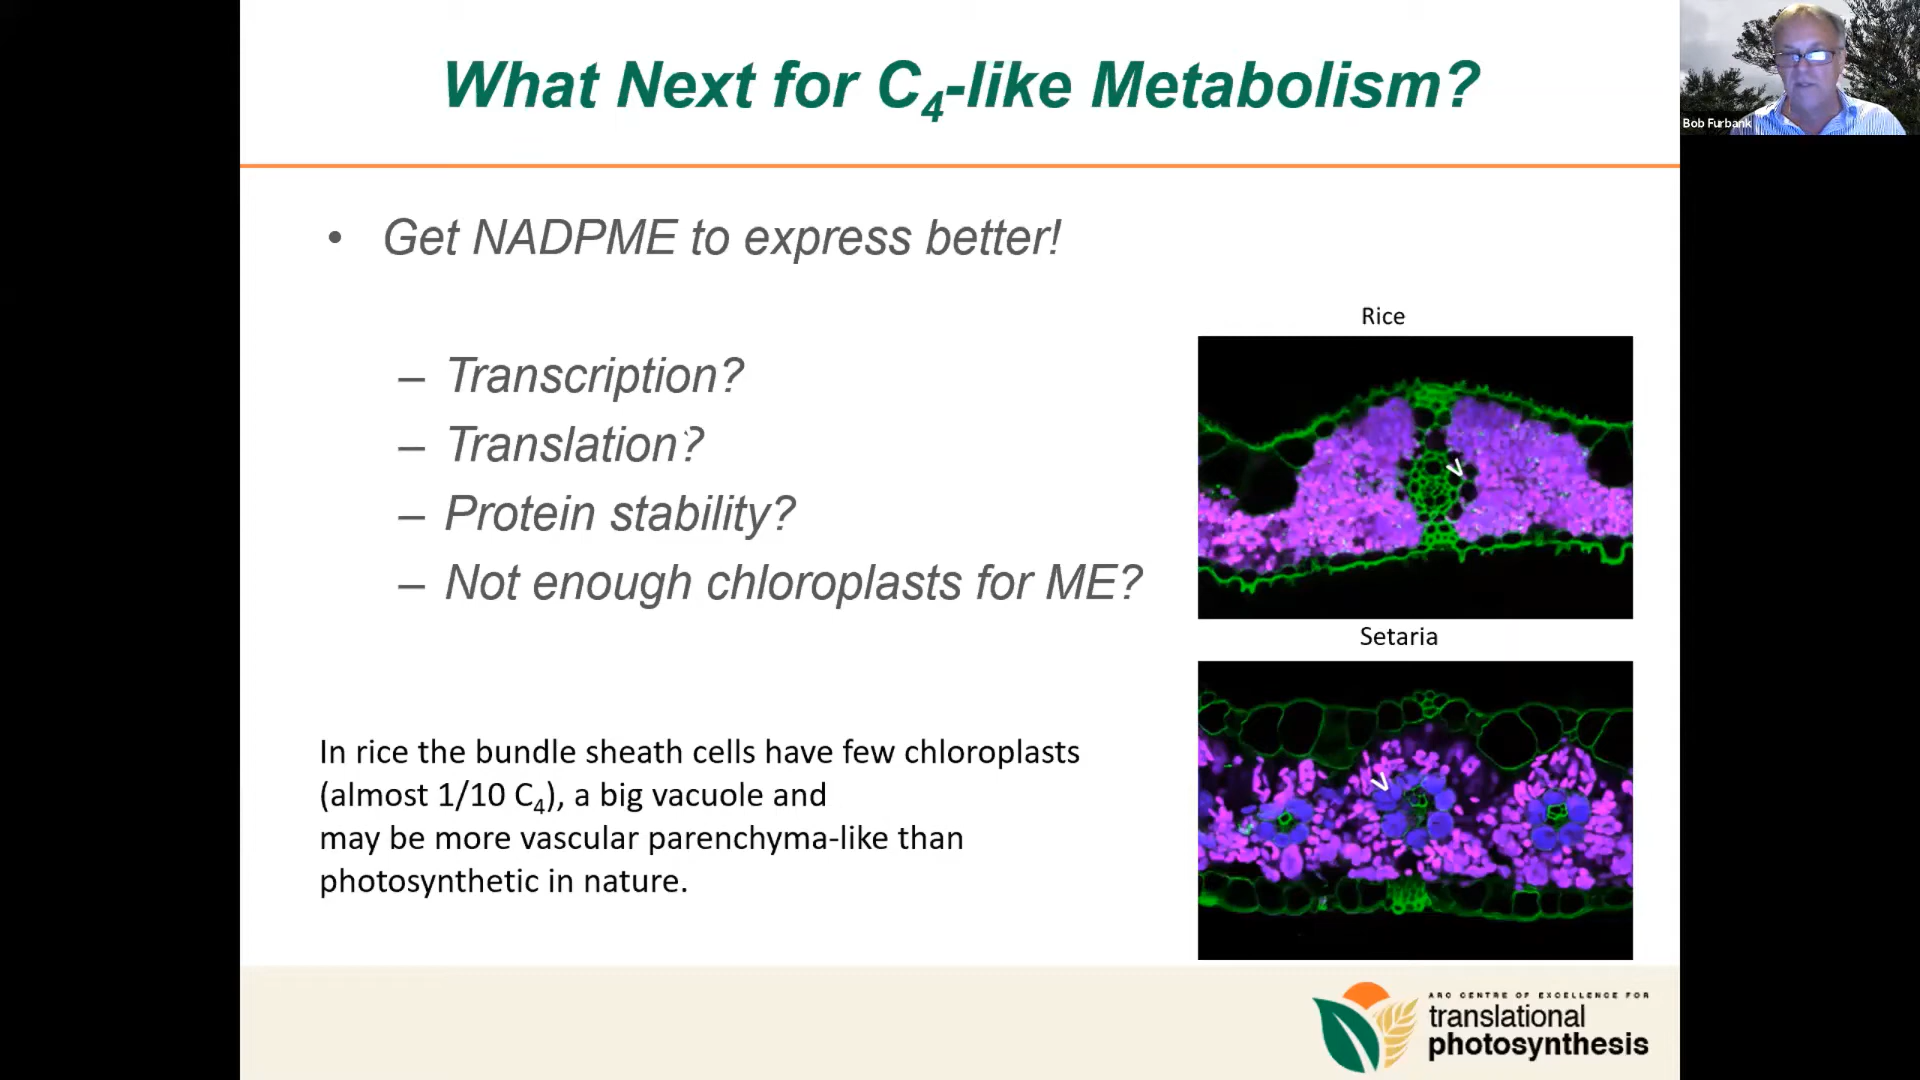 What Next for C4-like Metabolism?
Bob Furbank
• Get NADPME to express better!
– Transcription?
– Translation?
– Protein stability?
– Not enough chloroplasts for ME?
Rice
Setaria
In rice the bundle sheath cells have few chloroplasts
(almost 1/10 C4), a big vacuole and
may be more vascular parenchyma-like than
photosynthetic in nature.
ARC CENTRE OF EXCELLENCE FOR
translational
photosynthesis